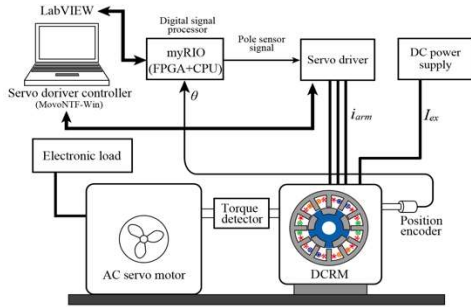 LabVIEW
Digital signal
processor
myRIO
(FPGA+CPU)
Pole sensor
signal
Servo driver
DC power
supply
Servo doriver controller
(MovoNTF-Win)
θ
i_arm
I_ex
Electronic load
Torque
detector
Position
encoder
AC servo motor
DCRM